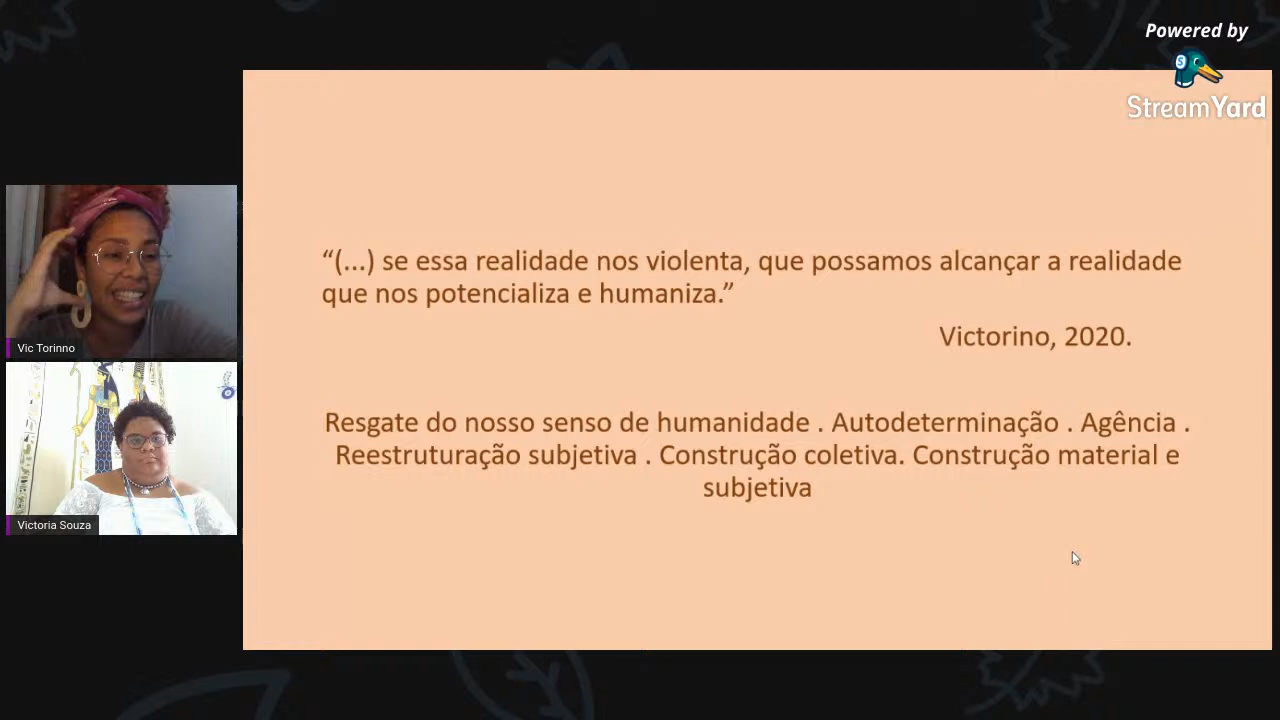 Powered by
StreamYard
“(...) se essa realidade nos violenta, que possamos alcançar a realidade
que nos potencializa e humaniza.”
Victorino, 2020.
Resgate do nosso senso de humanidade . Autodeterminação . Agência .
Reestruturação subjetiva . Construção coletiva. Construção material e
subjetiva
Vic Torinno
Victoria Souza